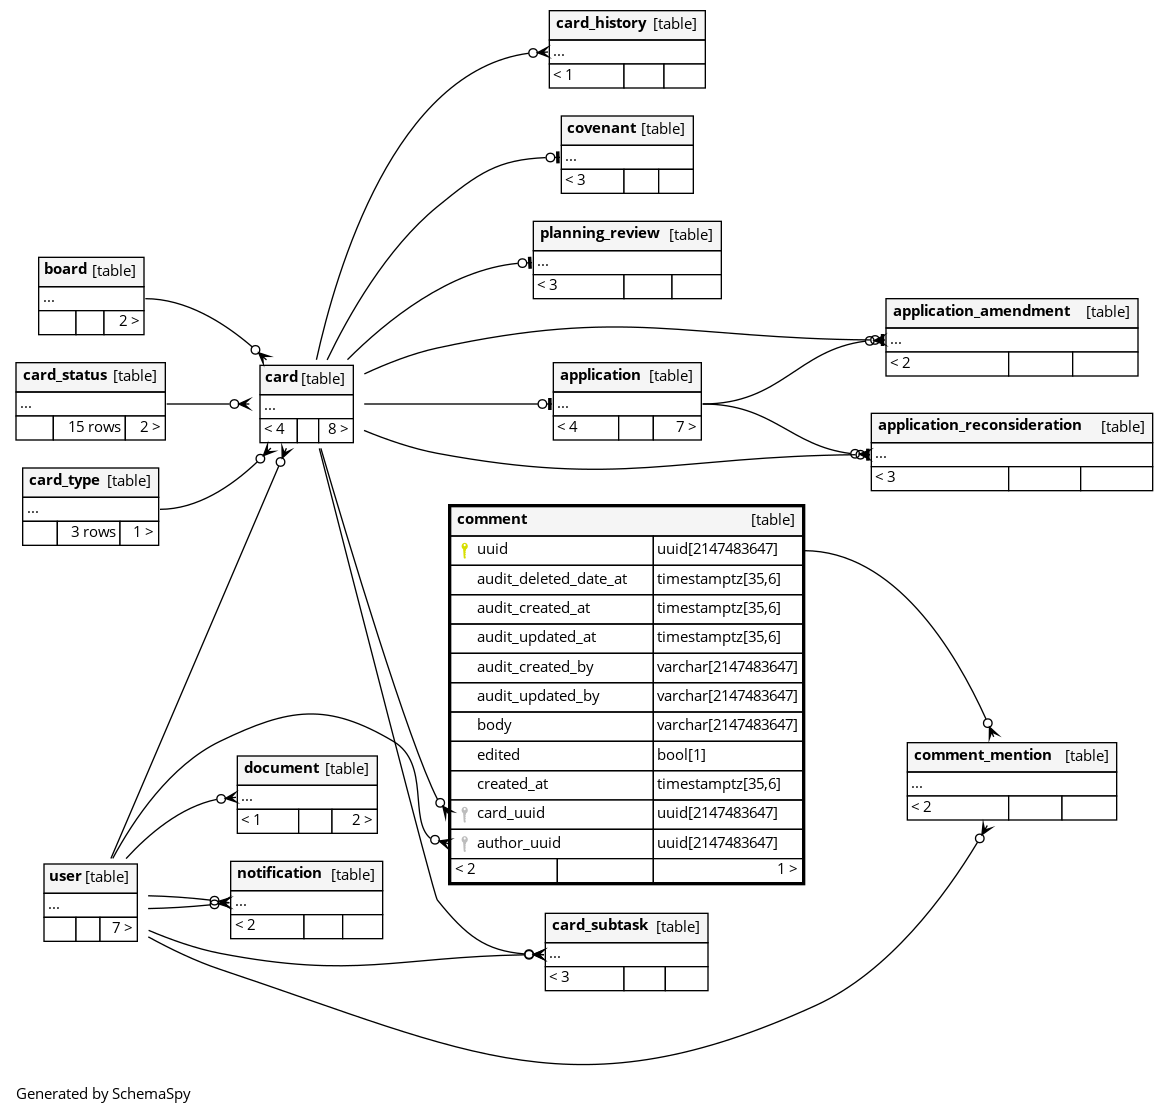 card_history [table]
...
< 1
covenant [table]
...
< 3
planning_review [table]
...
< 3
board [table]
...
2 >
application_amendment [table]
...
< 2
card_status [table]
...
15 rows 2 >
card [table]
...
< 4 8 >
application [table]
...
< 4 7 >
application_reconsideration [table]
...
< 3
card_type [table]
...
3 rows 1 >
comment [table]
uuid uuid[2147483647]
audit_deleted_date_at timestamptz[35,6]
audit_created_at timestamptz[35,6]
audit_updated_at timestamptz[35,6]
audit_created_by varchar[2147483647]
audit_updated_by varchar[2147483647]
body varchar[2147483647]
edited bool[1]
created_at timestamptz[35,6]
card_uuid uuid[2147483647]
author_uuid uuid[2147483647]
< 2 1 >
comment_mention [table]
...
< 2
document [table]
...
< 1 2 >
user [table]
...
7 >
notification [table]
...
< 2
card_subtask [table]
...
< 3
Generated by SchemaSpy